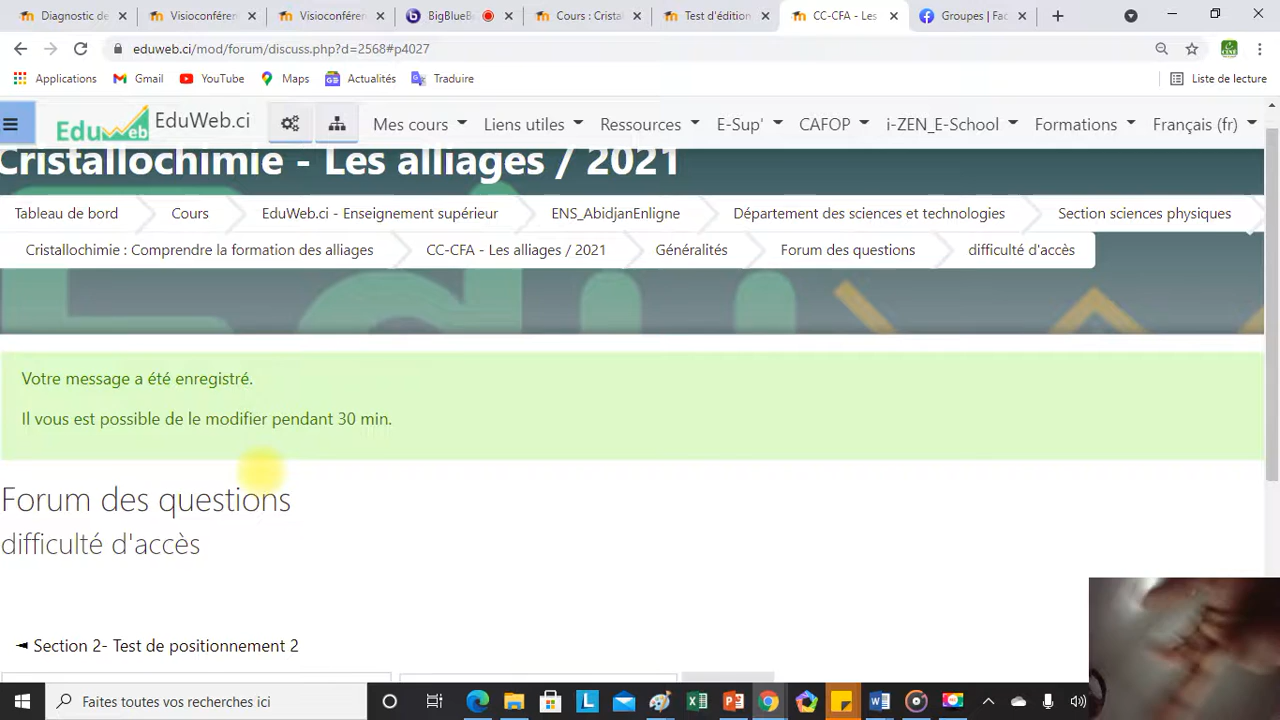 Diagnostic de
Visioconféren
Visioconféren
BigBlueB
Cours : Crista
Test d'édition
CC-CFA - Les
Groupes | Fac
eduweb.ci/mod/forum/discuss.php?d=2568#p4027
Applications
Gmail
YouTube
Maps
Actualités
Traduire
Liste de lecture
Eduweb
EduWeb.ci
Mes cours
Liens utiles
Ressources
E-Sup'
CAFOP
i-ZEN_E-School
Formations
Français (fr)
Cristallochimie - Les alliages / 2021
Tableau de bord
Cours
EduWeb.ci - Enseignement supérieur
ENS_AbidjanEnligne
Département des sciences et technologies
Section sciences physiques
Cristallochimie : Comprendre la formation des alliages
CC-CFA - Les alliages / 2021
Généralités
Forum des questions
difficulté d'accès
Votre message a été enregistré.
Il vous est possible de le modifier pendant 30 min.
Forum des questions
difficulté d'accès
◄ Section 2- Test de positionnement 2
Faites toutes vos recherches ici